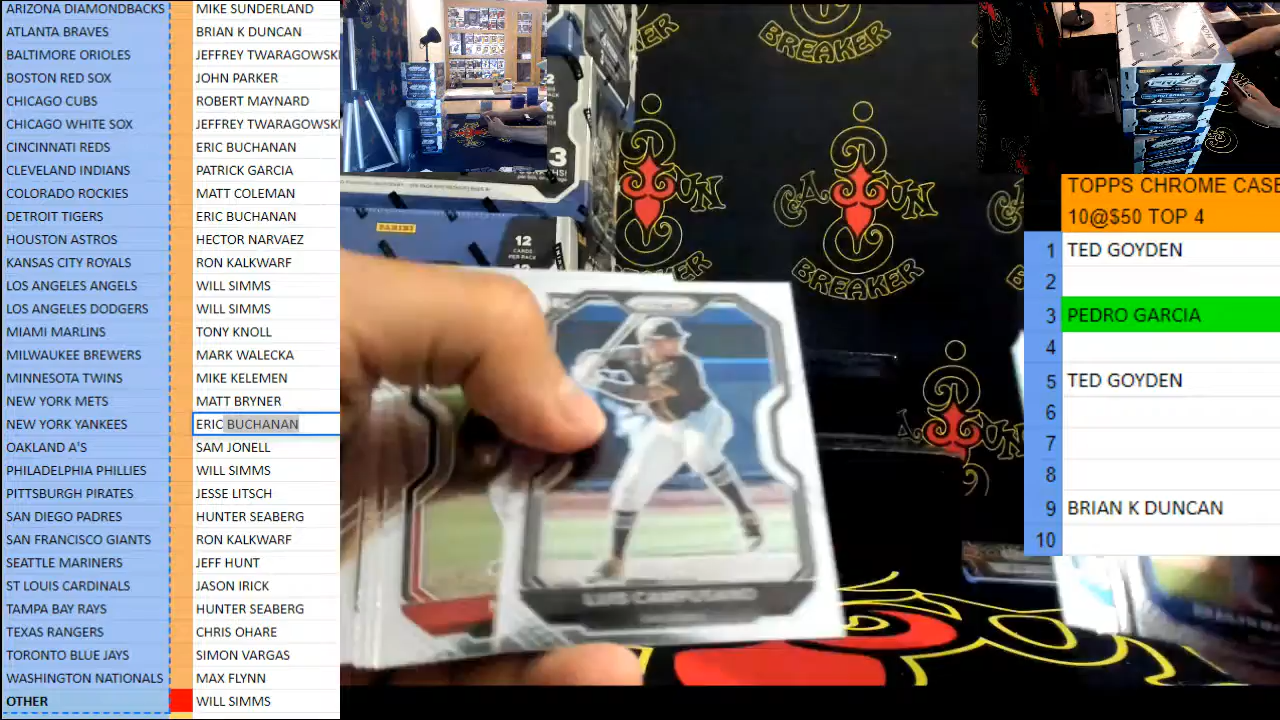 ARIZONA DIAMONDBACKS MIKE SUNDERLAND
ATLANTA BRAVES BRIAN K DUNCAN
BALTIMORE ORIOLES JEFFREY TWARAGOWSKI
BOSTON RED SOX JOHN PARKER
CHICAGO CUBS ROBERT MAYNARD
CHICAGO WHITE SOX JEFFREY TWARAGOWSKI
CINCINNATI REDS ERIC BUCHANAN
CLEVELAND INDIANS PATRICK GARCIA
COLORADO ROCKIES MATT COLEMAN
DETROIT TIGERS ERIC BUCHANAN
HOUSTON ASTROS HECTOR NARVAEZ
KANSAS CITY ROYALS RON KALKWARF
LOS ANGELES ANGELS WILL SIMMS
LOS ANGELES DODGERS WILL SIMMS
MIAMI MARLINS TONY KNOLL
MILWAUKEE BREWERS MARK WALECKA
MINNESOTA TWINS MIKE KELEMEN
NEW YORK METS MATT BRYNER
NEW YORK YANKEES ERIC BUCHANAN
OAKLAND A'S SAM JONELL
PHILADELPHIA PHILLIES WILL SIMMS
PITTSBURGH PIRATES JESSE LITSCH
SAN DIEGO PADRES HUNTER SEABERG
SAN FRANCISCO GIANTS RON KALKWARF
SEATTLE MARINERS JEFF HUNT
ST LOUIS CARDINALS JASON IRICK
TAMPA BAY RAYS HUNTER SEABERG
TEXAS RANGERS CHRIS OHARE
TORONTO BLUE JAYS SIMON VARGAS
WASHINGTON NATIONALS MAX FLYNN
OTHER WILL SIMMS
3
PANINI
12
CARDS
PER PACK
BREAKER
CAJUN
BREAKER
LUIS CAMPUSANO
TOPPS CHROME CASE
10@$50 TOP 4
1 TED GOYDEN
2
3 PEDRO GARCIA
4
5 TED GOYDEN
6
7
8
9 BRIAN K DUNCAN
10